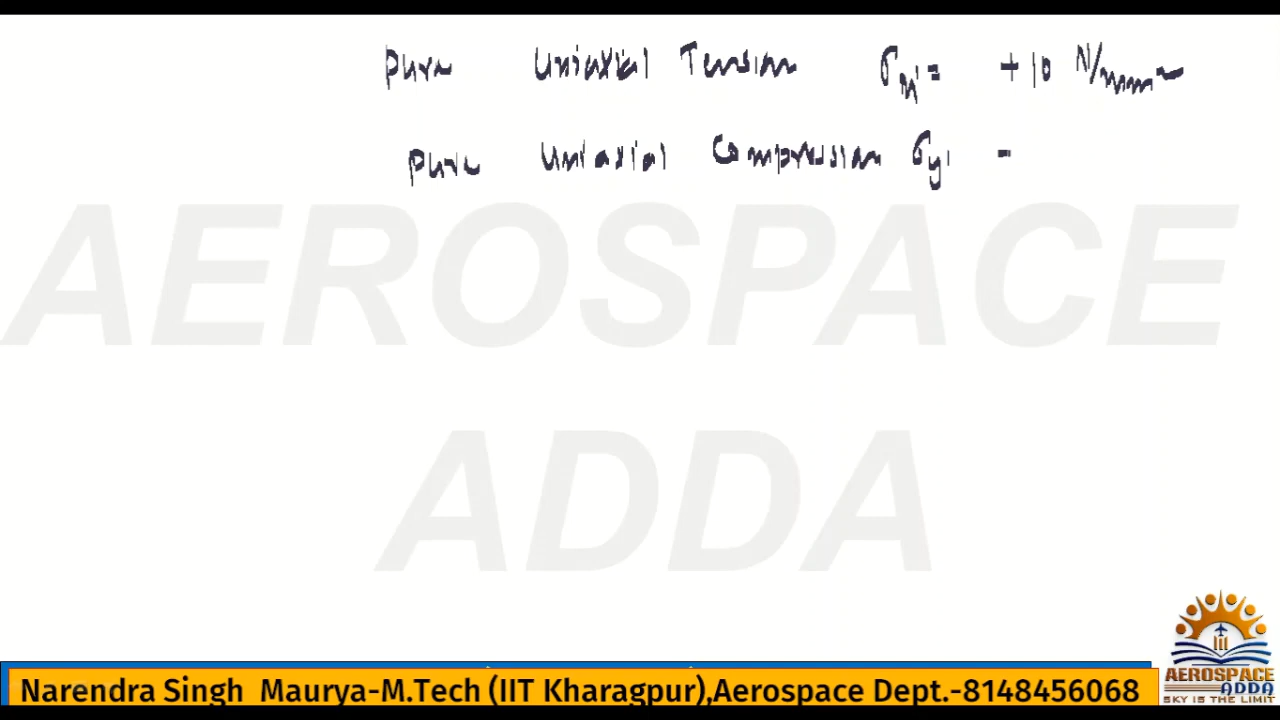 Pure Uniaxial Tension σx' = +10 N/mm²
Pure Uniaxial Compression σy' -
AEROSPACE
ADDA
AEROSPACE
ADDA
SKY IS THE LIMIT
Narendra Singh Maurya-M.Tech (IIT Kharagpur),Aerospace Dept.-8148456068